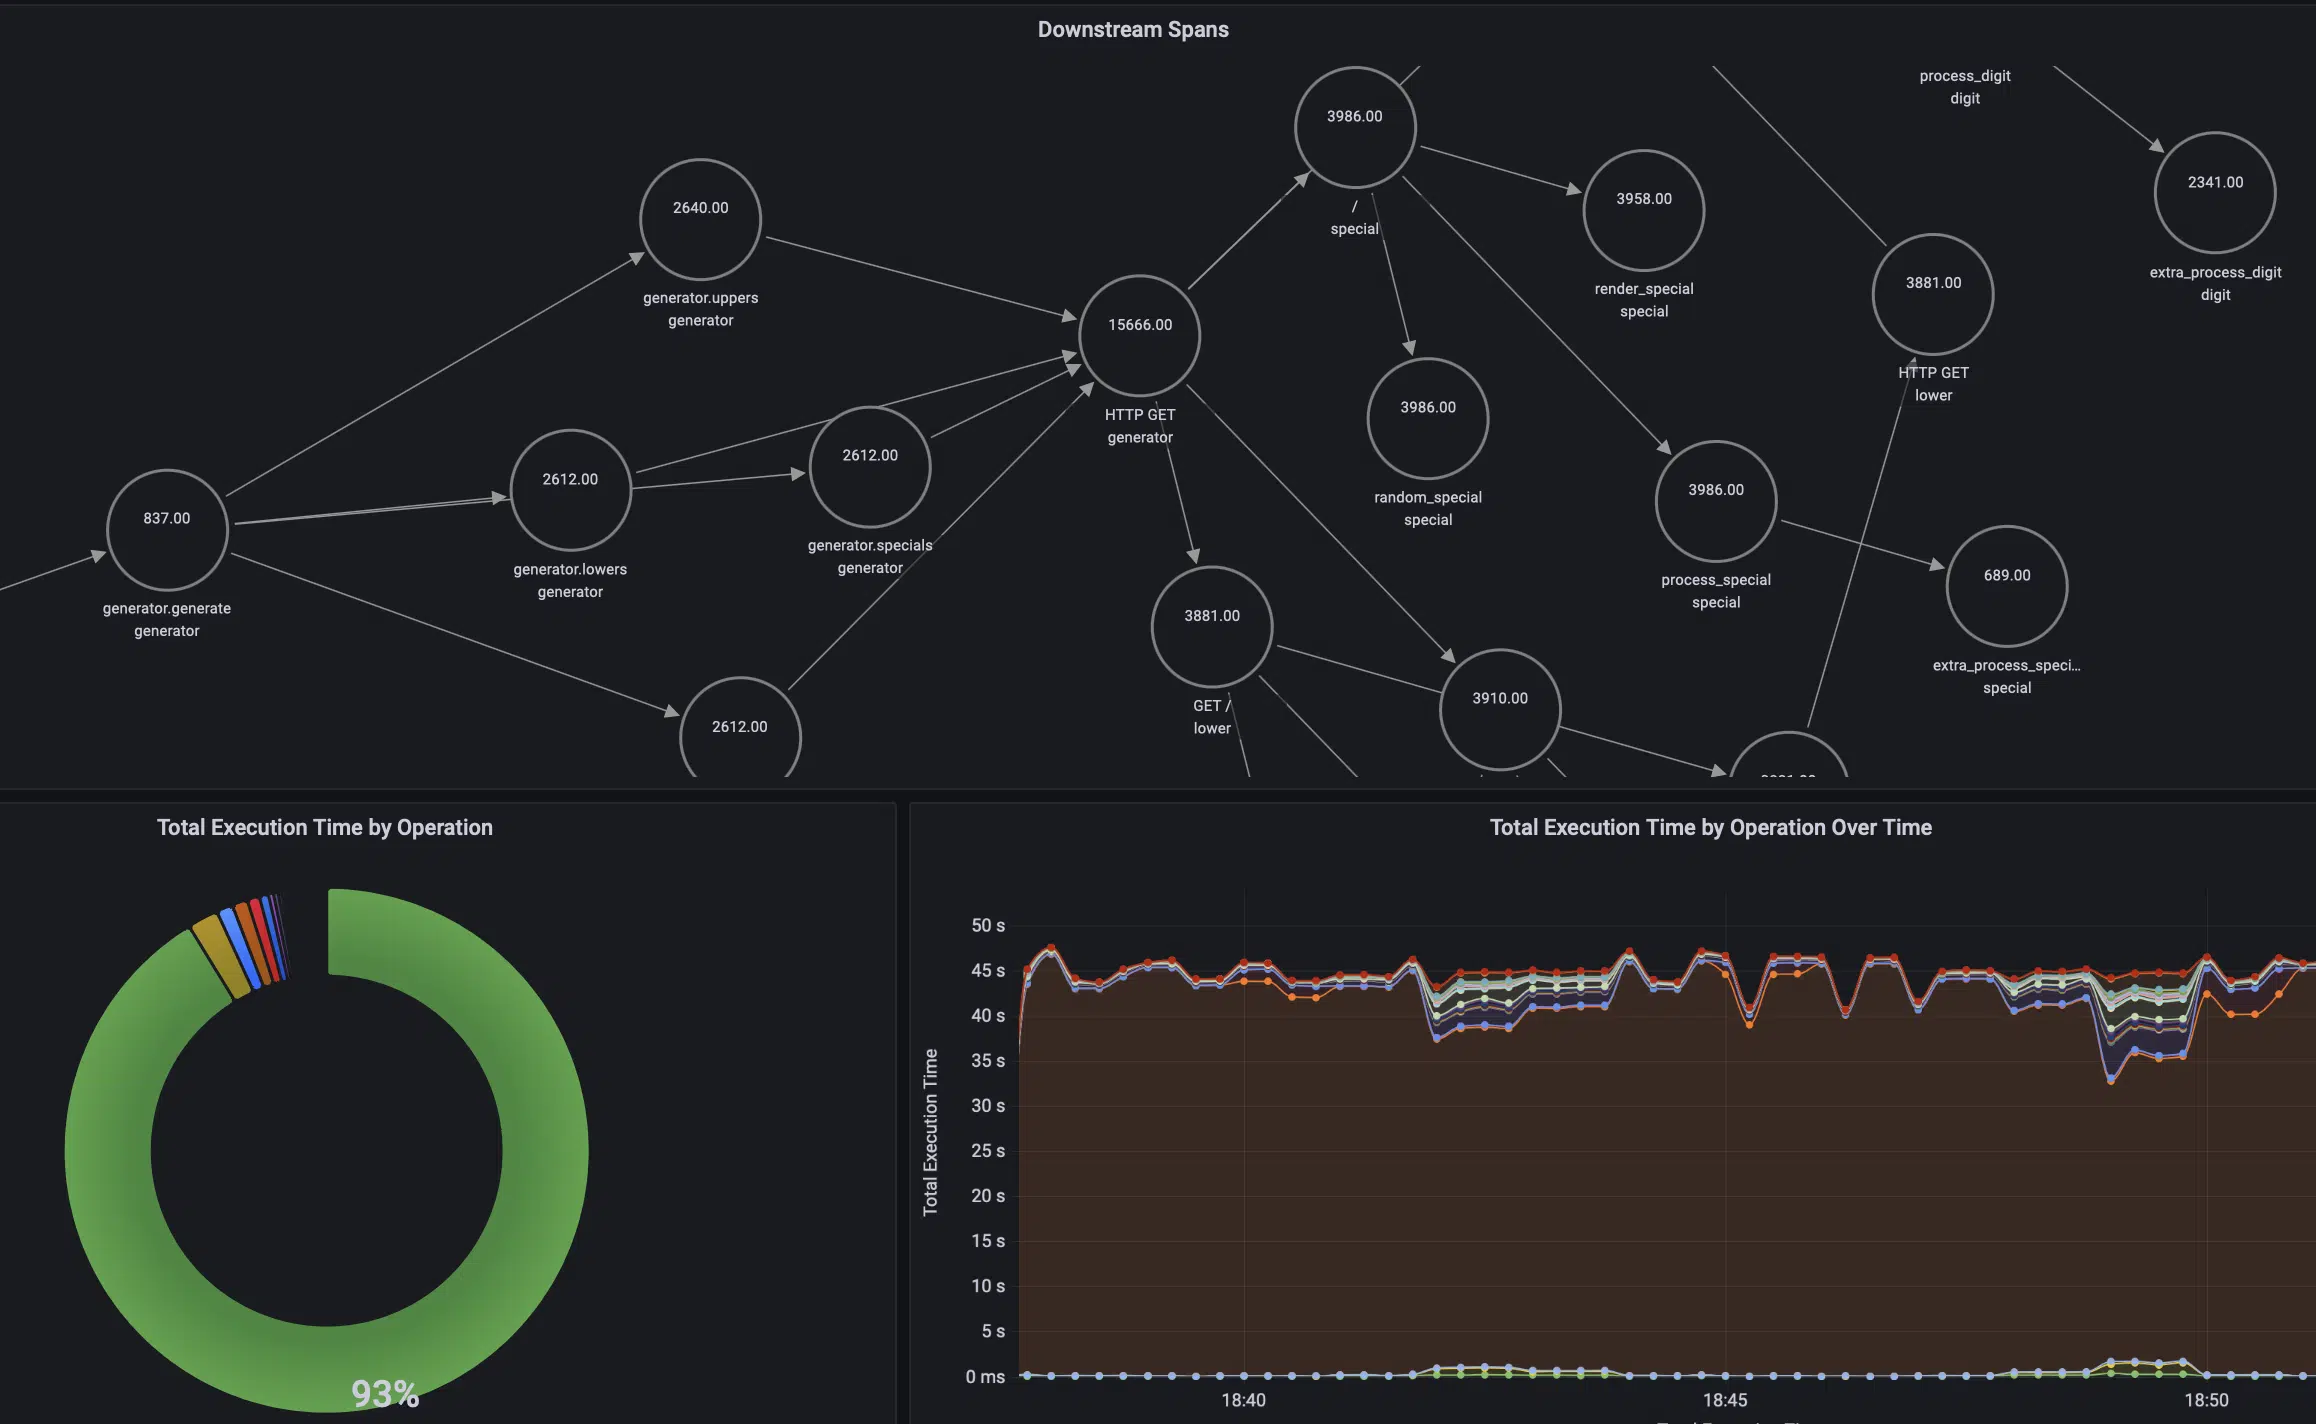 Downstream Spans
process_digit
digit
3986.00
/
special
3958.00
render_special
special
2341.00
extra_process_digit
digit
2640.00
generator.uppers
generator
15666.00
HTTP GET
generator
3881.00
HTTP GET
lower
3986.00
random_special
special
2612.00
generator.specials
generator
2612.00
generator.lowers
generator
837.00
generator.generate
generator
3986.00
process_special
special
689.00
extra_process_speci...
special
3881.00
GET /
lower
3910.00
2612.00
Total Execution Time by Operation
93%
Total Execution Time by Operation Over Time
Total Execution Time
50 s
45 s
40 s
35 s
30 s
25 s
20 s
15 s
10 s
5 s
0 ms
18:40
18:45
18:50